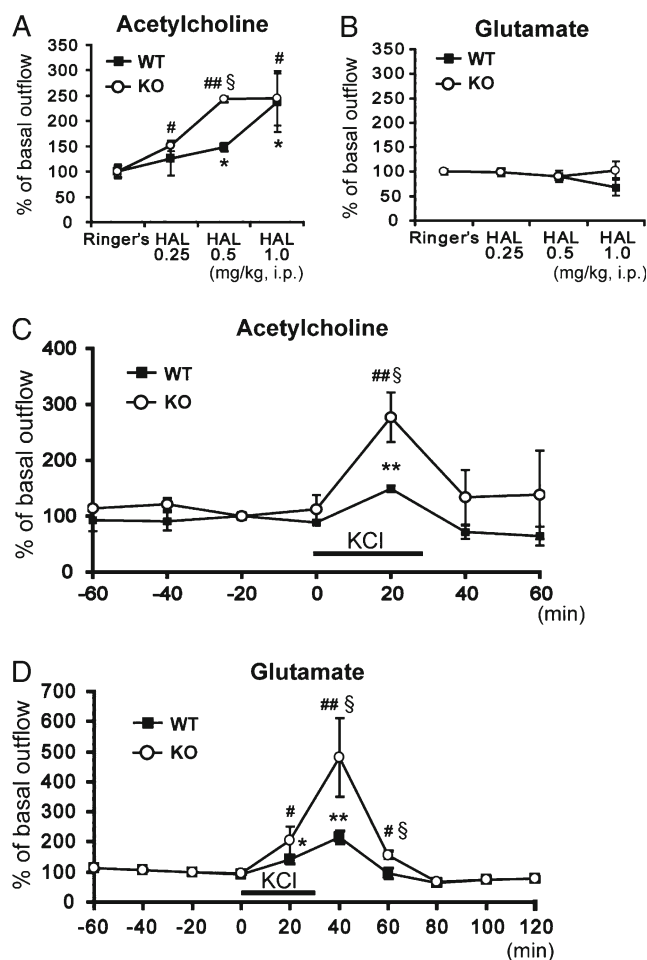 A
Acetylcholine
% of basal outflow
350
300
250
200
150
100
50
0
WT
KO
#
## §
#
*
*
Ringer's HAL HAL HAL
0.25 0.5 1.0
(mg/kg, i.p.)
B
Glutamate
% of basal outflow
350
300
250
200
150
100
50
0
WT
KO
Ringer's HAL HAL HAL
0.25 0.5 1.0
(mg/kg, i.p.)
C
Acetylcholine
% of basal outflow
400
300
200
100
0
WT
KO
## §
**
KCl
-60 -40 -20 0 20 40 60
(min)
D
Glutamate
% of basal outflow
700
600
500
400
300
200
100
0
WT
KO
## §
#
*
**
# §
KCl
-60 -40 -20 0 20 40 60 80 100 120
(min)